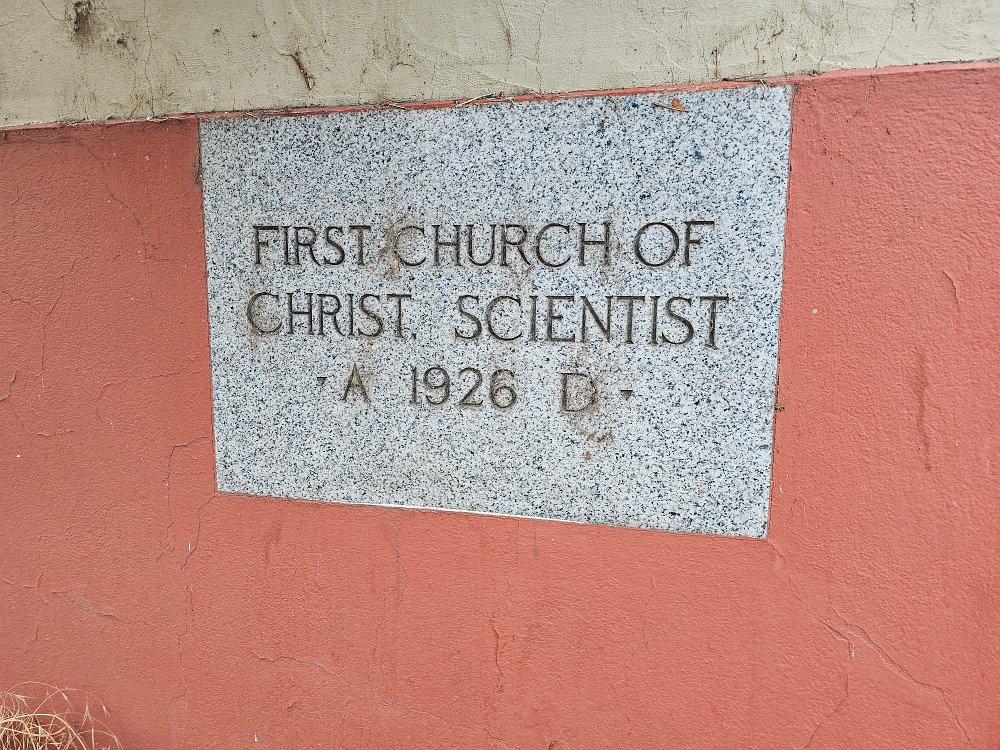 FIRST CHURCH OF
CHRIST, SCIENTIST
A 1926 D